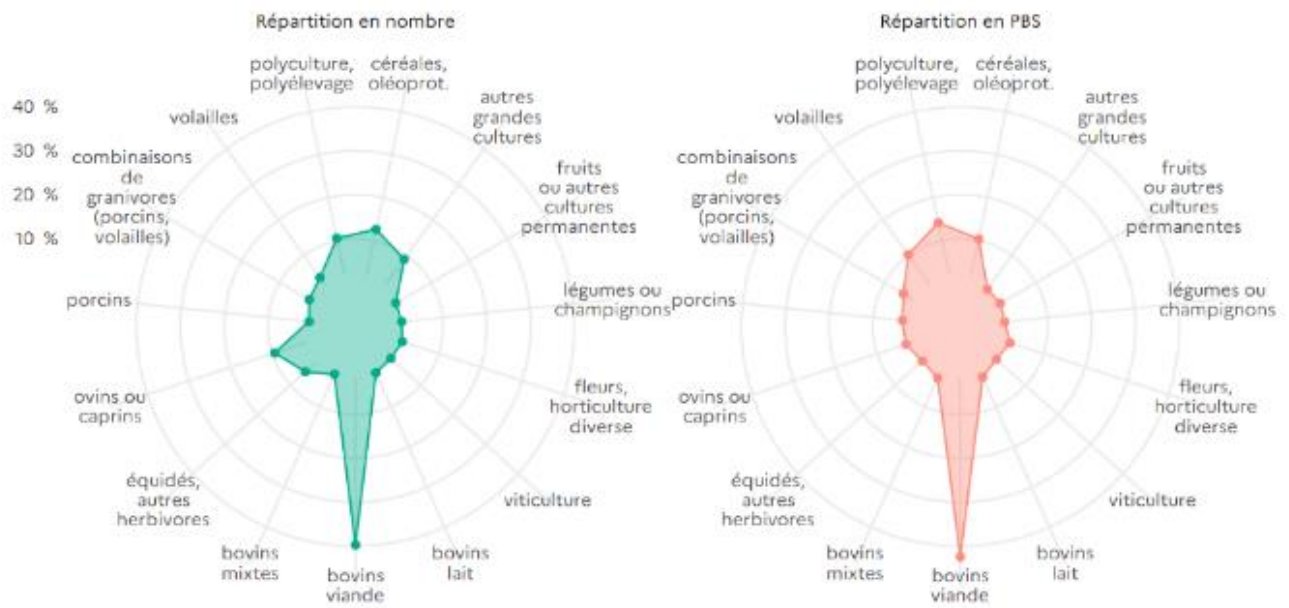 Répartition en nombre
polyculture,
polyélevage
céréales,
oléoprot.
autres
grandes
cultures
fruits
ou autres
cultures
permanentes
légumes ou
champignons
fleurs,
horticulture
diverse
viticulture
bovins
lait
bovins
viande
bovins
mixtes
équidés,
autres
herbivores
ovins ou
caprins
porcins
combinaisons
de
granivores
(porcins,
volailles)
volailles
40 %
30 %
20 %
10 %
Répartition en PBS
polyculture,
polyélevage
céréales,
oléoprot.
autres
grandes
cultures
fruits
ou autres
cultures
permanentes
légumes ou
champignons
fleurs,
horticulture
diverse
viticulture
bovins
lait
bovins
viande
bovins
mixtes
équidés,
autres
herbivores
ovins ou
caprins
porcins
combinaisons
de
granivores
(porcins,
volailles)
volailles